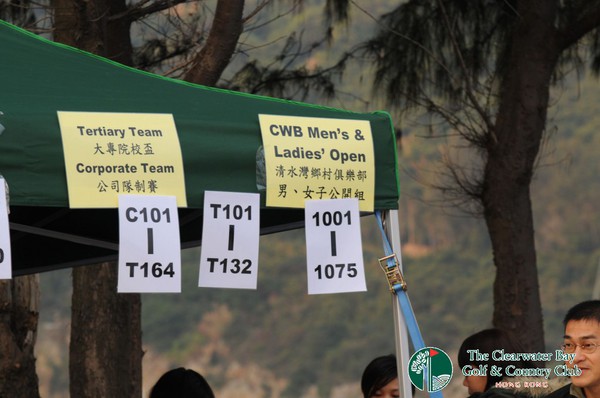 Tertiary Team
大專院校盃
Corporate Team
公司隊制賽
CWB Men's &
Ladies' Open
清水灣鄉村俱樂部
男、女子公開組
C101
T164
T101
T132
1001
1075
The Clearwater Bay
Golf & Country Club
HONG KONG